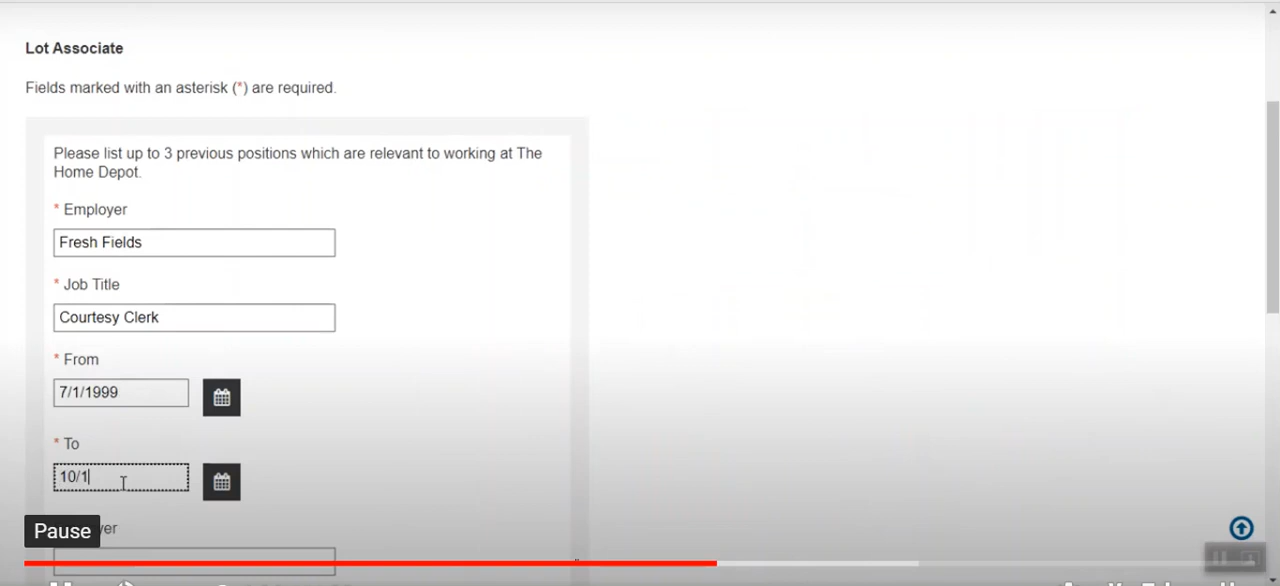 Lot Associate
Fields marked with an asterisk (*) are required.
Please list up to 3 previous positions which are relevant to working at The
Home Depot.
* Employer
Fresh Fields
* Job Title
Courtesy Clerk
* From
7/1/1999
* To
10/1
Pause
yer